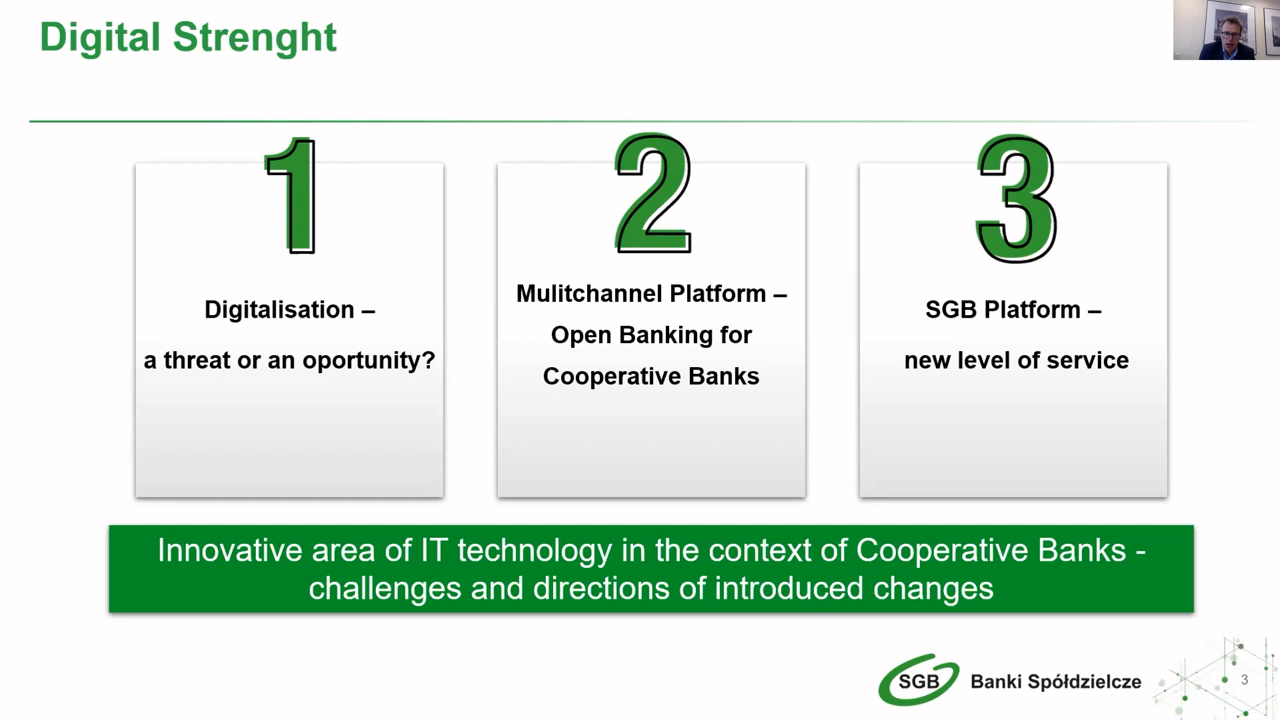 Digital Strenght
1
2
3
Digitalisation –
a threat or an oportunity?
Mulitchannel Platform –
Open Banking for
Cooperative Banks
SGB Platform –
new level of service
Innovative area of IT technology in the context of Cooperative Banks -
challenges and directions of introduced changes
SGB Banki Spółdzielcze
3